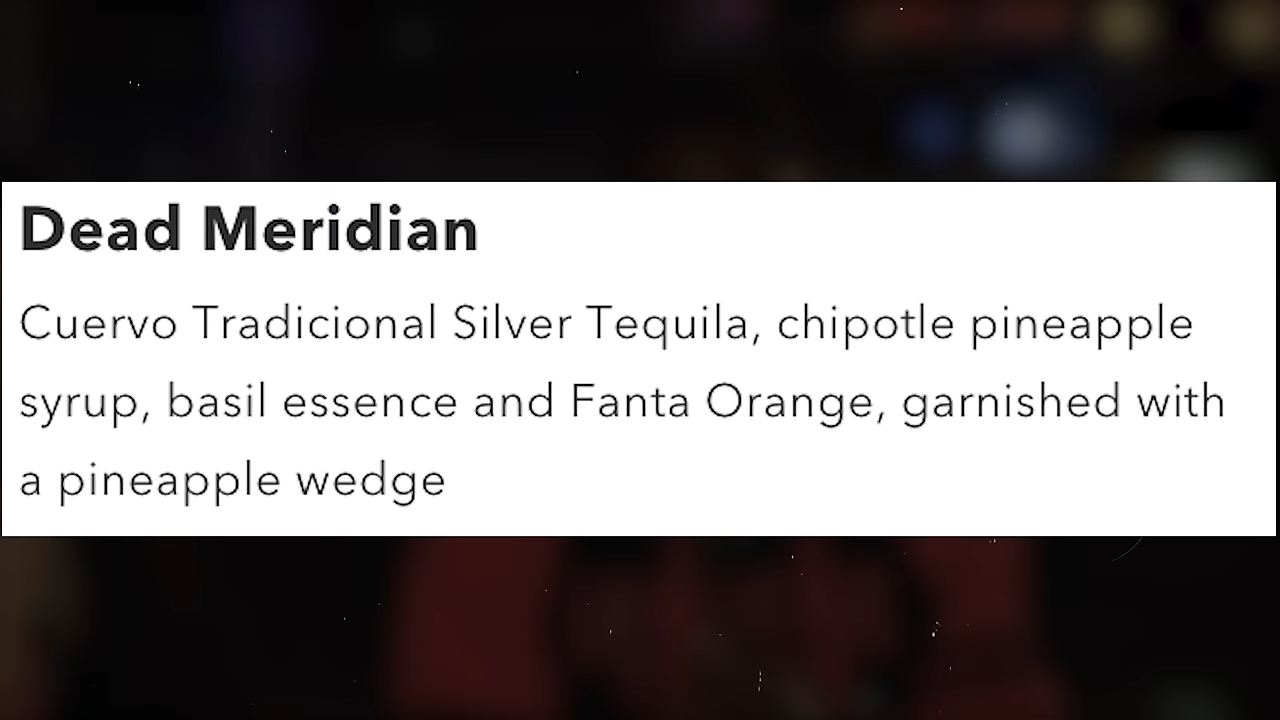 Dead Meridian
Cuervo Tradicional Silver Tequila, chipotle pineapple
syrup, basil essence and Fanta Orange, garnished with
a pineapple wedge